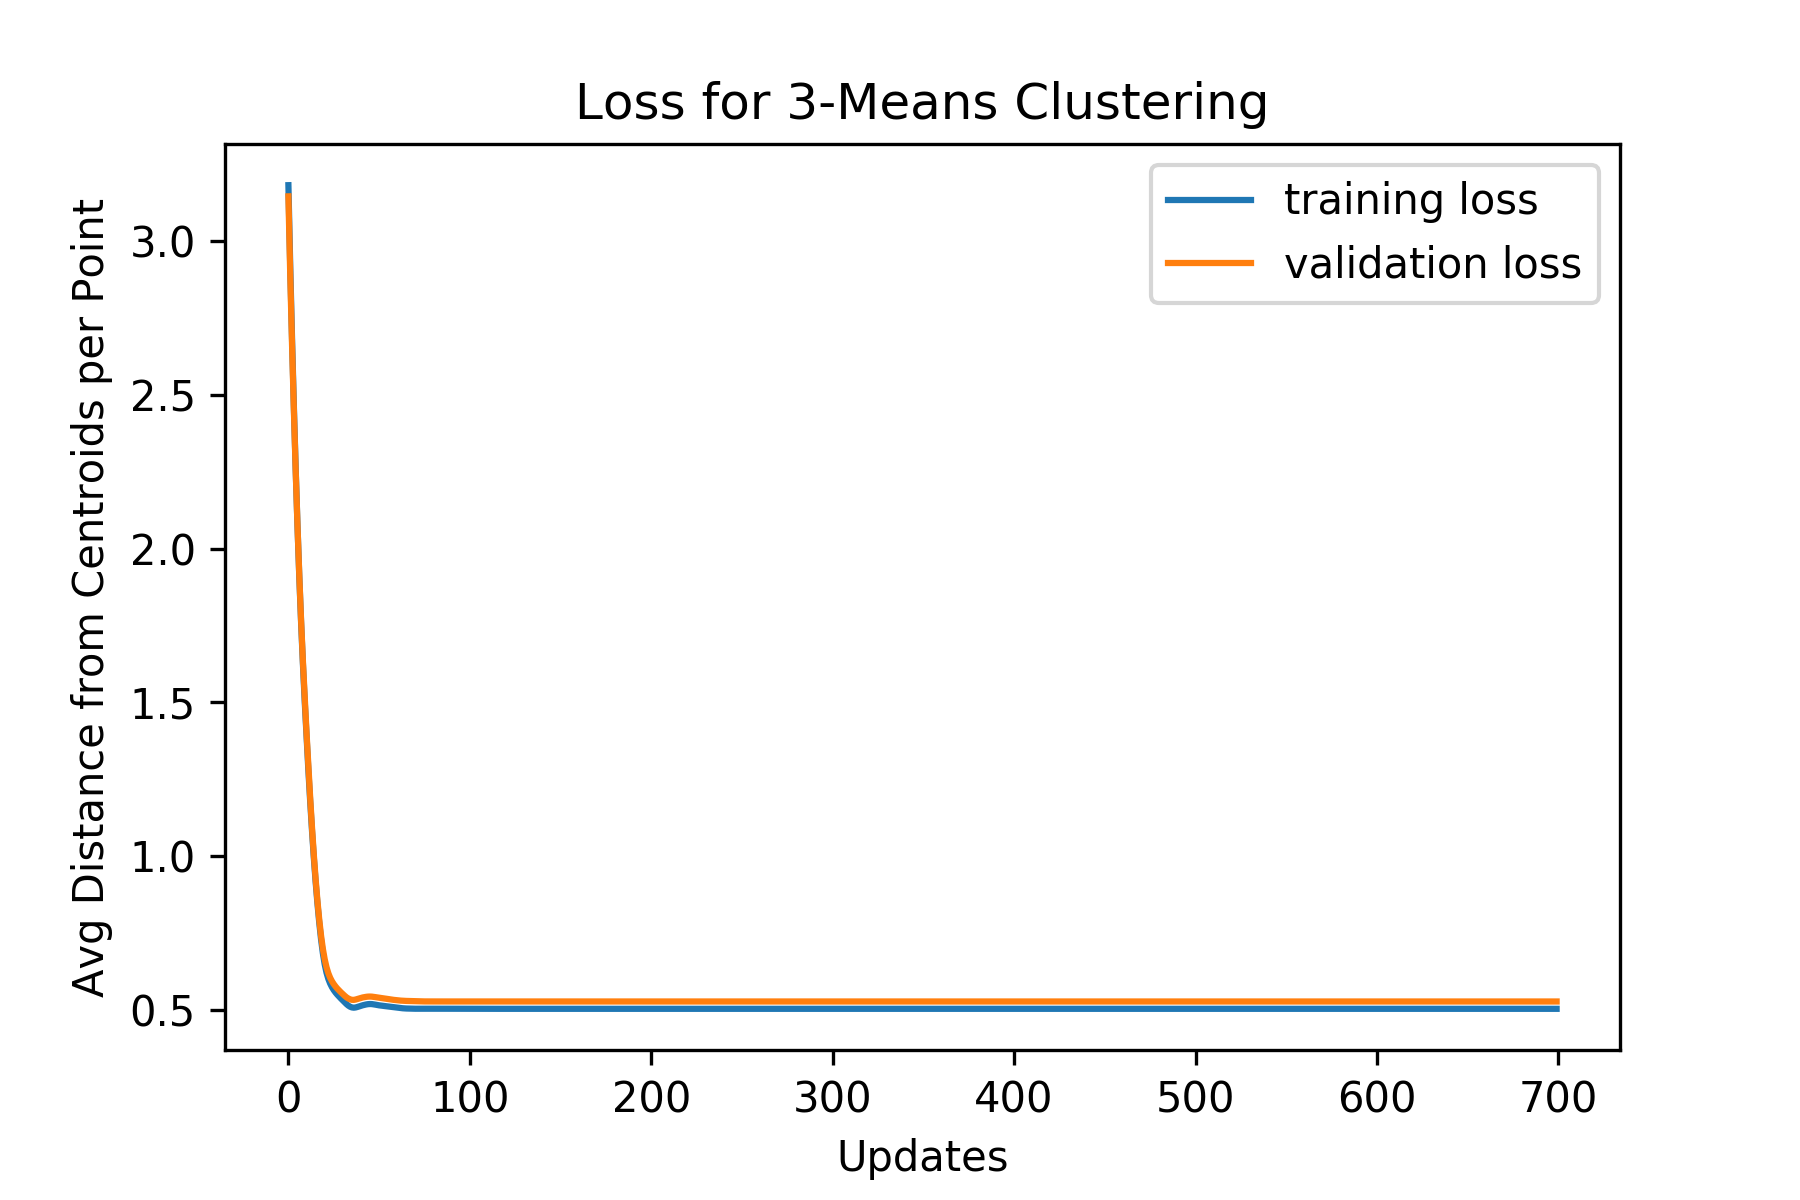 Loss for 3-Means Clustering
training loss
validation loss
Avg Distance from Centroids per Point
3.0
2.5
2.0
1.5
1.0
0.5
0 100 200 300 400 500 600 700
Updates